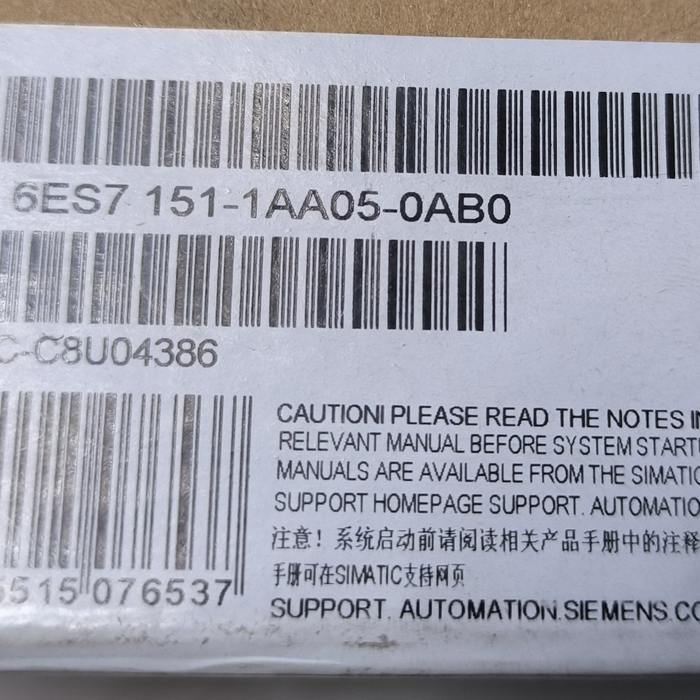 6ES7 151-1AA05-0AB0
C-C8U04386
CAUTION! PLEASE READ THE NOTES IN
RELEVANT MANUAL BEFORE SYSTEM STARTU
MANUALS ARE AVAILABLE FROM THE SIMATIC
SUPPORT HOMEPAGE SUPPORT. AUTOMATIO
注意！系统启动前请阅读相关产品手册中的注释
手册可在SIMATIC支持网页
5515 076537
SUPPORT. AUTOMATION.SIEMENS.CO